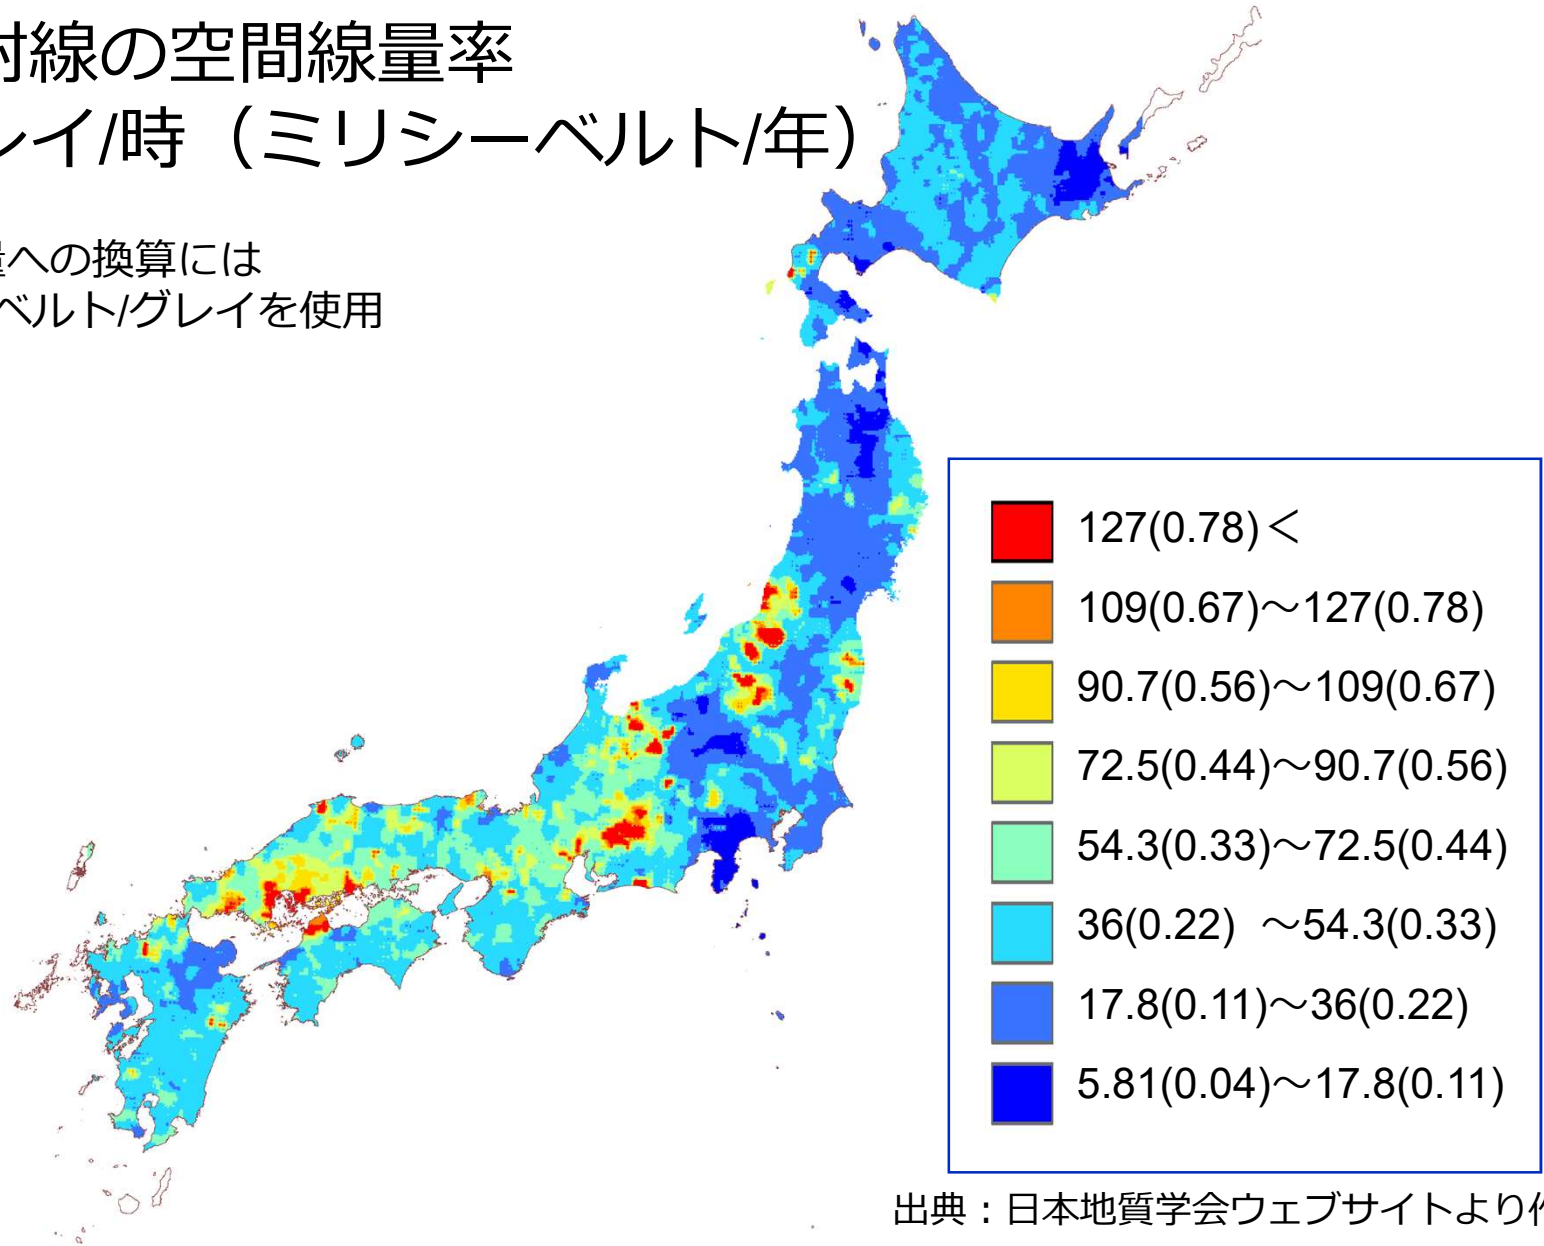 射線の空間線量率
レイ/時（ミリシーベルト/年）
量への換算には
ベルト/グレイを使用
127(0.78)＜
109(0.67)～127(0.78)
90.7(0.56)～109(0.67)
72.5(0.44)～90.7(0.56)
54.3(0.33)～72.5(0.44)
36(0.22) ～54.3(0.33)
17.8(0.11)～36(0.22)
5.81(0.04)～17.8(0.11)
出典：日本地質学会ウェブサイトより作